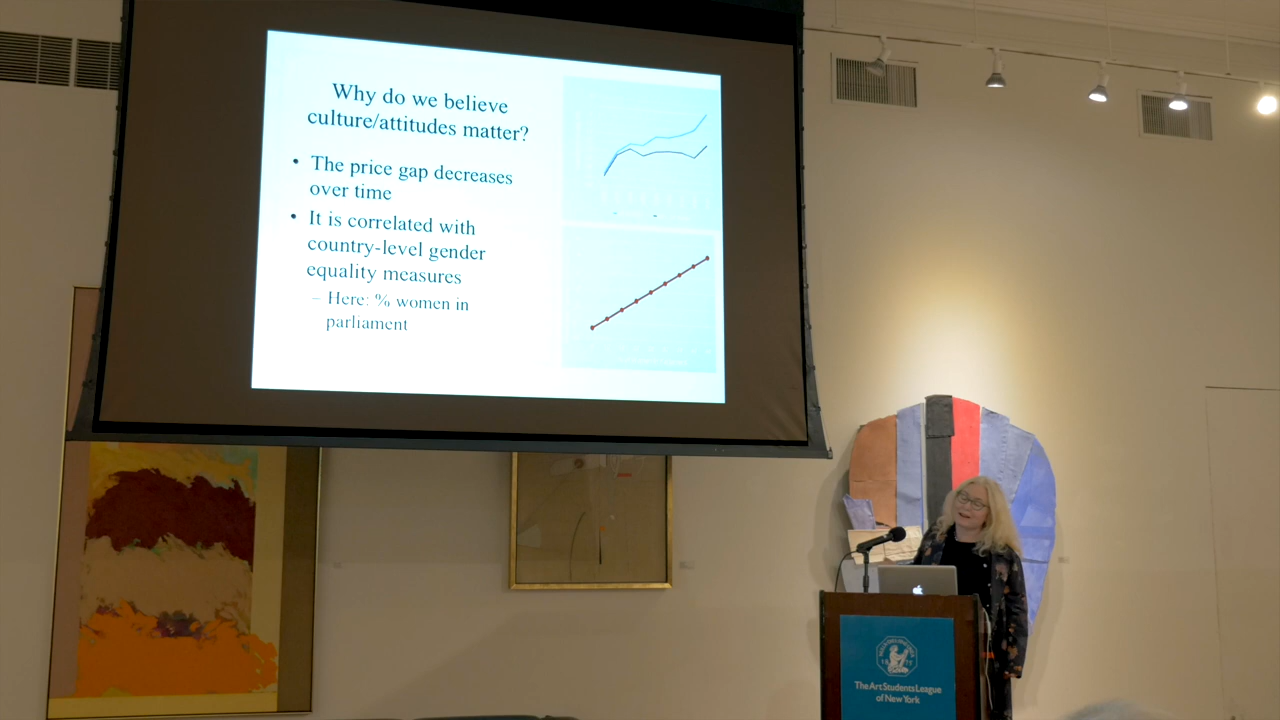 Why do we believe
culture/attitudes matter?
• The price gap decreases
over time
• It is correlated with
country-level gender
equality measures
– Here: % women in
parliament
The Art Students League
of New York